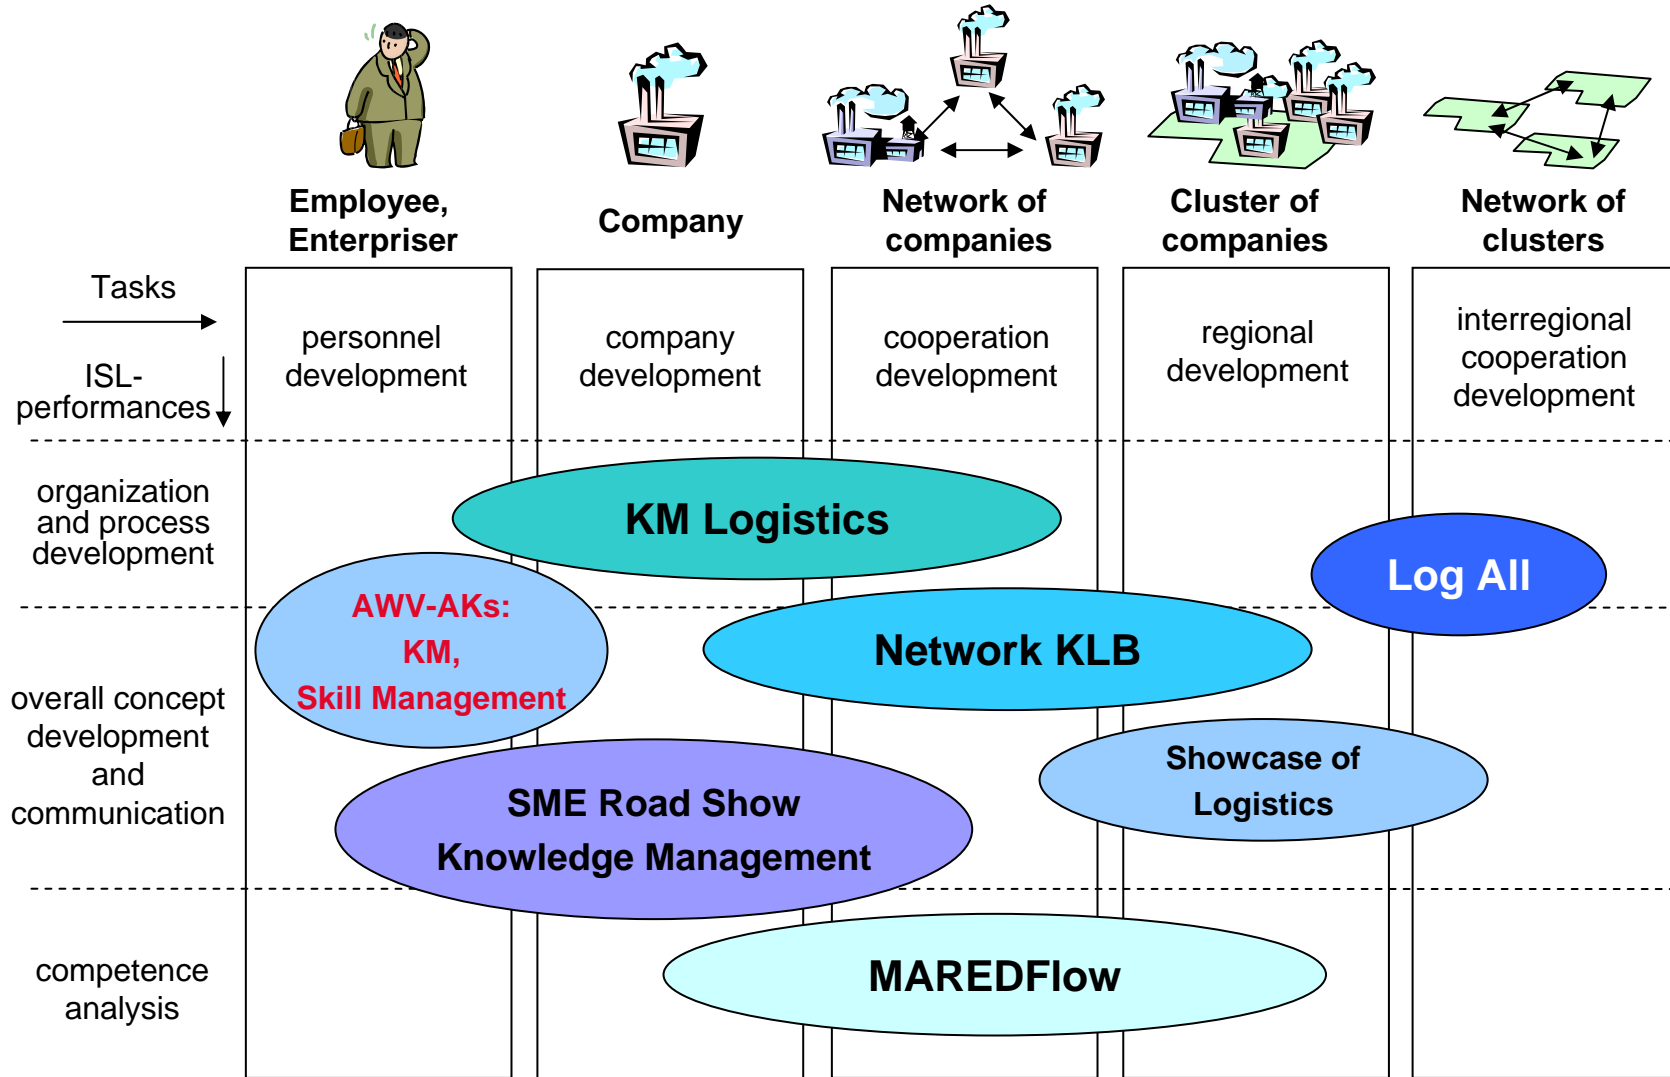 Employee,
Enterpriser
Company
Network of
companies
Cluster of
companies
Network of
clusters
Tasks
ISL-
performances
personnel
development
company
development
cooperation
development
regional
development
interregional
cooperation
development
organization
and process
development
KM Logistics
Log All
AWV-AKs:
KM,
Skill Management
Network KLB
overall concept
development
and
communication
Showcase of
Logistics
SME Road Show
Knowledge Management
competence
analysis
MAREDFlow